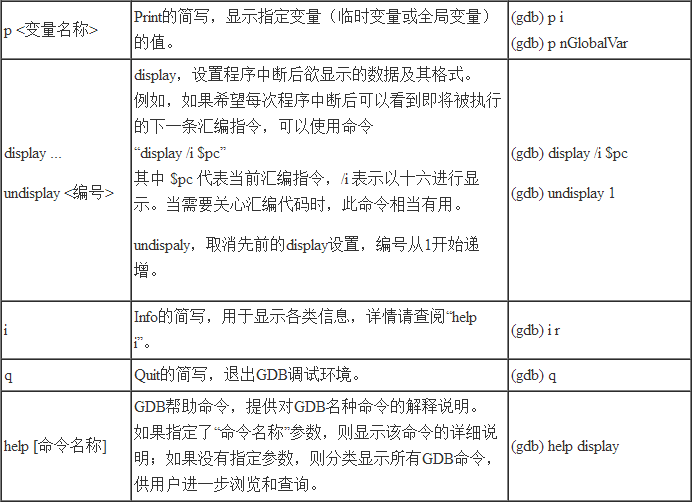 p <变量名称>
Print的简写，显示指定变量（临时变量或全局变量）
的值。
(gdb) p i
(gdb) p nGlobalVar
display ...
undisplay <编号>
display，设置程序中断后欲显示的数据及其格式。
例如，如果希望每次程序中断后可以看到即将被执行
的下一条汇编指令，可以使用命令
“display /i $pc”
其中 $pc 代表当前汇编指令，/i 表示以十六进行显
示。当需要关心汇编代码时，此命令相当有用。
undispaly，取消先前的display设置，编号从1开始递
增。
(gdb) display /i $pc
(gdb) undisplay 1
i
Info的简写，用于显示各类信息，详情请查阅“help
i”。
(gdb) i r
q
Quit的简写，退出GDB调试环境。
(gdb) q
help [命令名称]
GDB帮助命令，提供对GDB名种命令的解释说明。
如果指定了“命令名称”参数，则显示该命令的详细说
明；如果没有指定参数，则分类显示所有GDB命令，
供用户进一步浏览和查询。
(gdb) help display